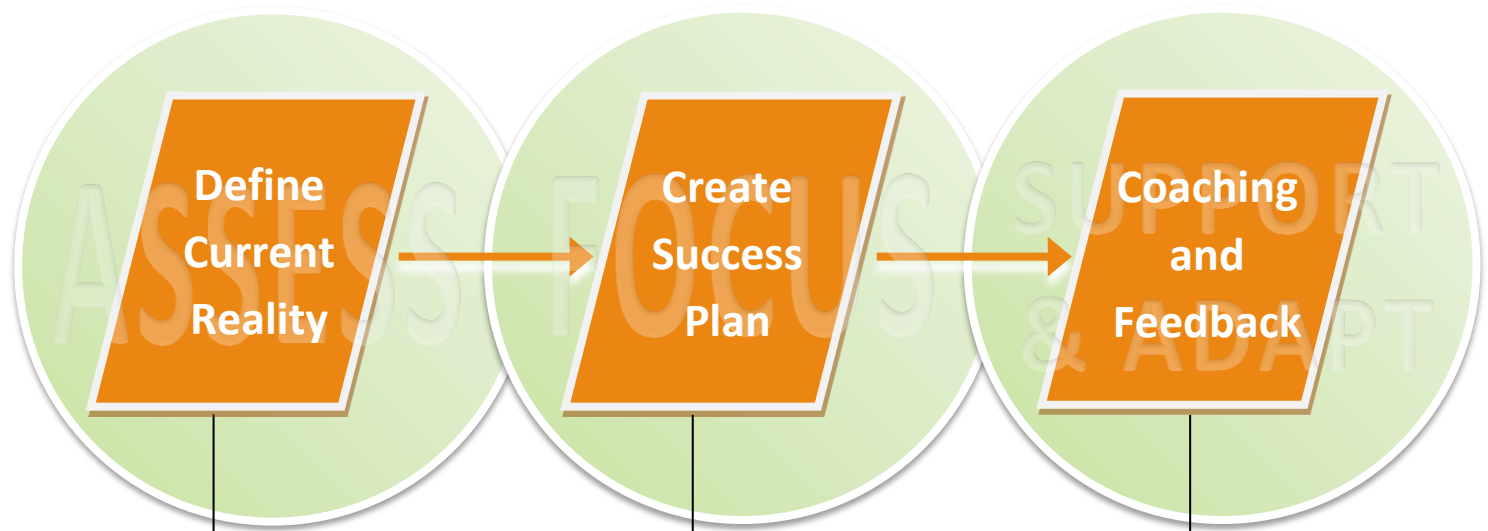 ASSESS
Define
Current
Reality
FOCUS
Create
Success
Plan
SUPPORT
& ADAPT
Coaching
and
Feedback